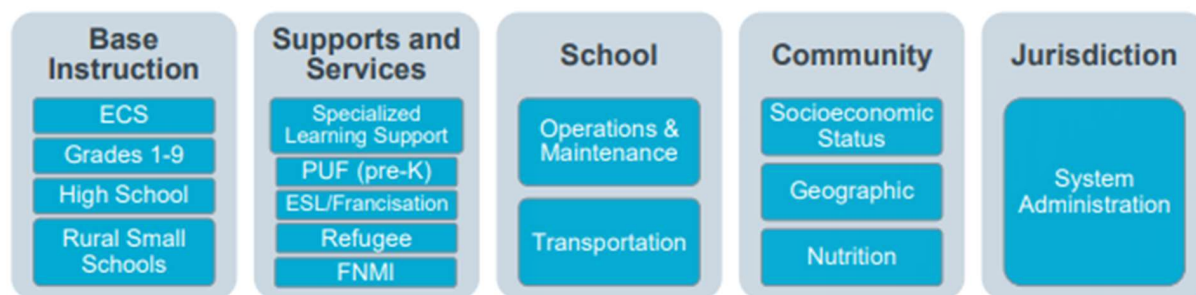 Base
Instruction
ECS
Grades 1-9
High School
Rural Small
Schools
Supports and
Services
Specialized
Learning Support
PUF (pre-K)
ESL/Francisation
Refugee
FNMI
School
Operations &
Maintenance
Transportation
Community
Socioeconomic
Status
Geographic
Nutrition
Jurisdiction
System
Administration